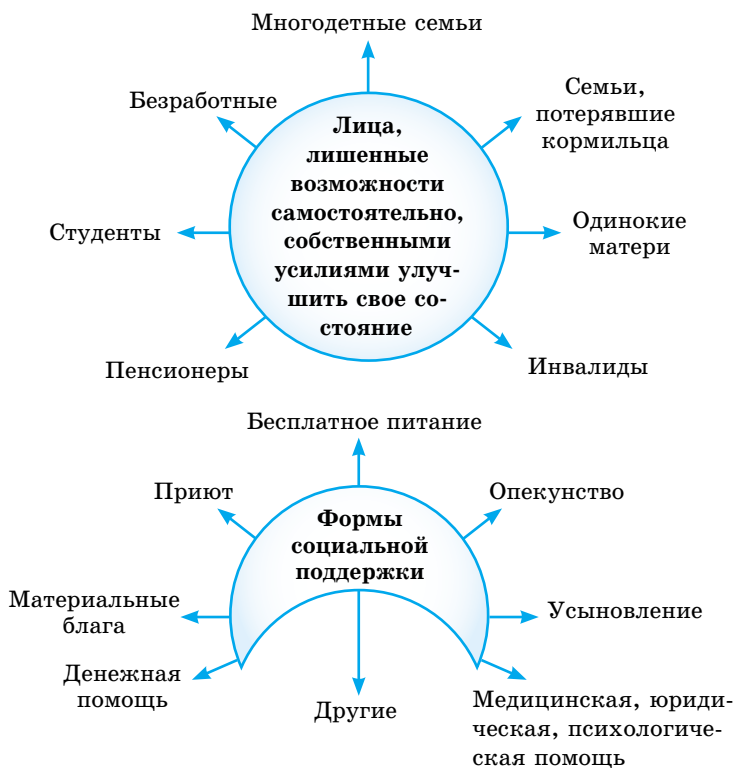 Многодетные семьи
Безработные
Семьи,
потерявшие
кормильца
Лица,
лишенные
возможности
самостоятельно,
собственными
усилиями улуч-
шить свое со-
стояние
Студенты
Одинокие
матери
Пенсионеры
Инвалиды
Бесплатное питание
Приют
Опекунство
Формы
социальной
поддержки
Материальные
блага
Усыновление
Денежная
помощь
Другие
Медицинская, юриди-
ческая, психологиче-
ская помощь